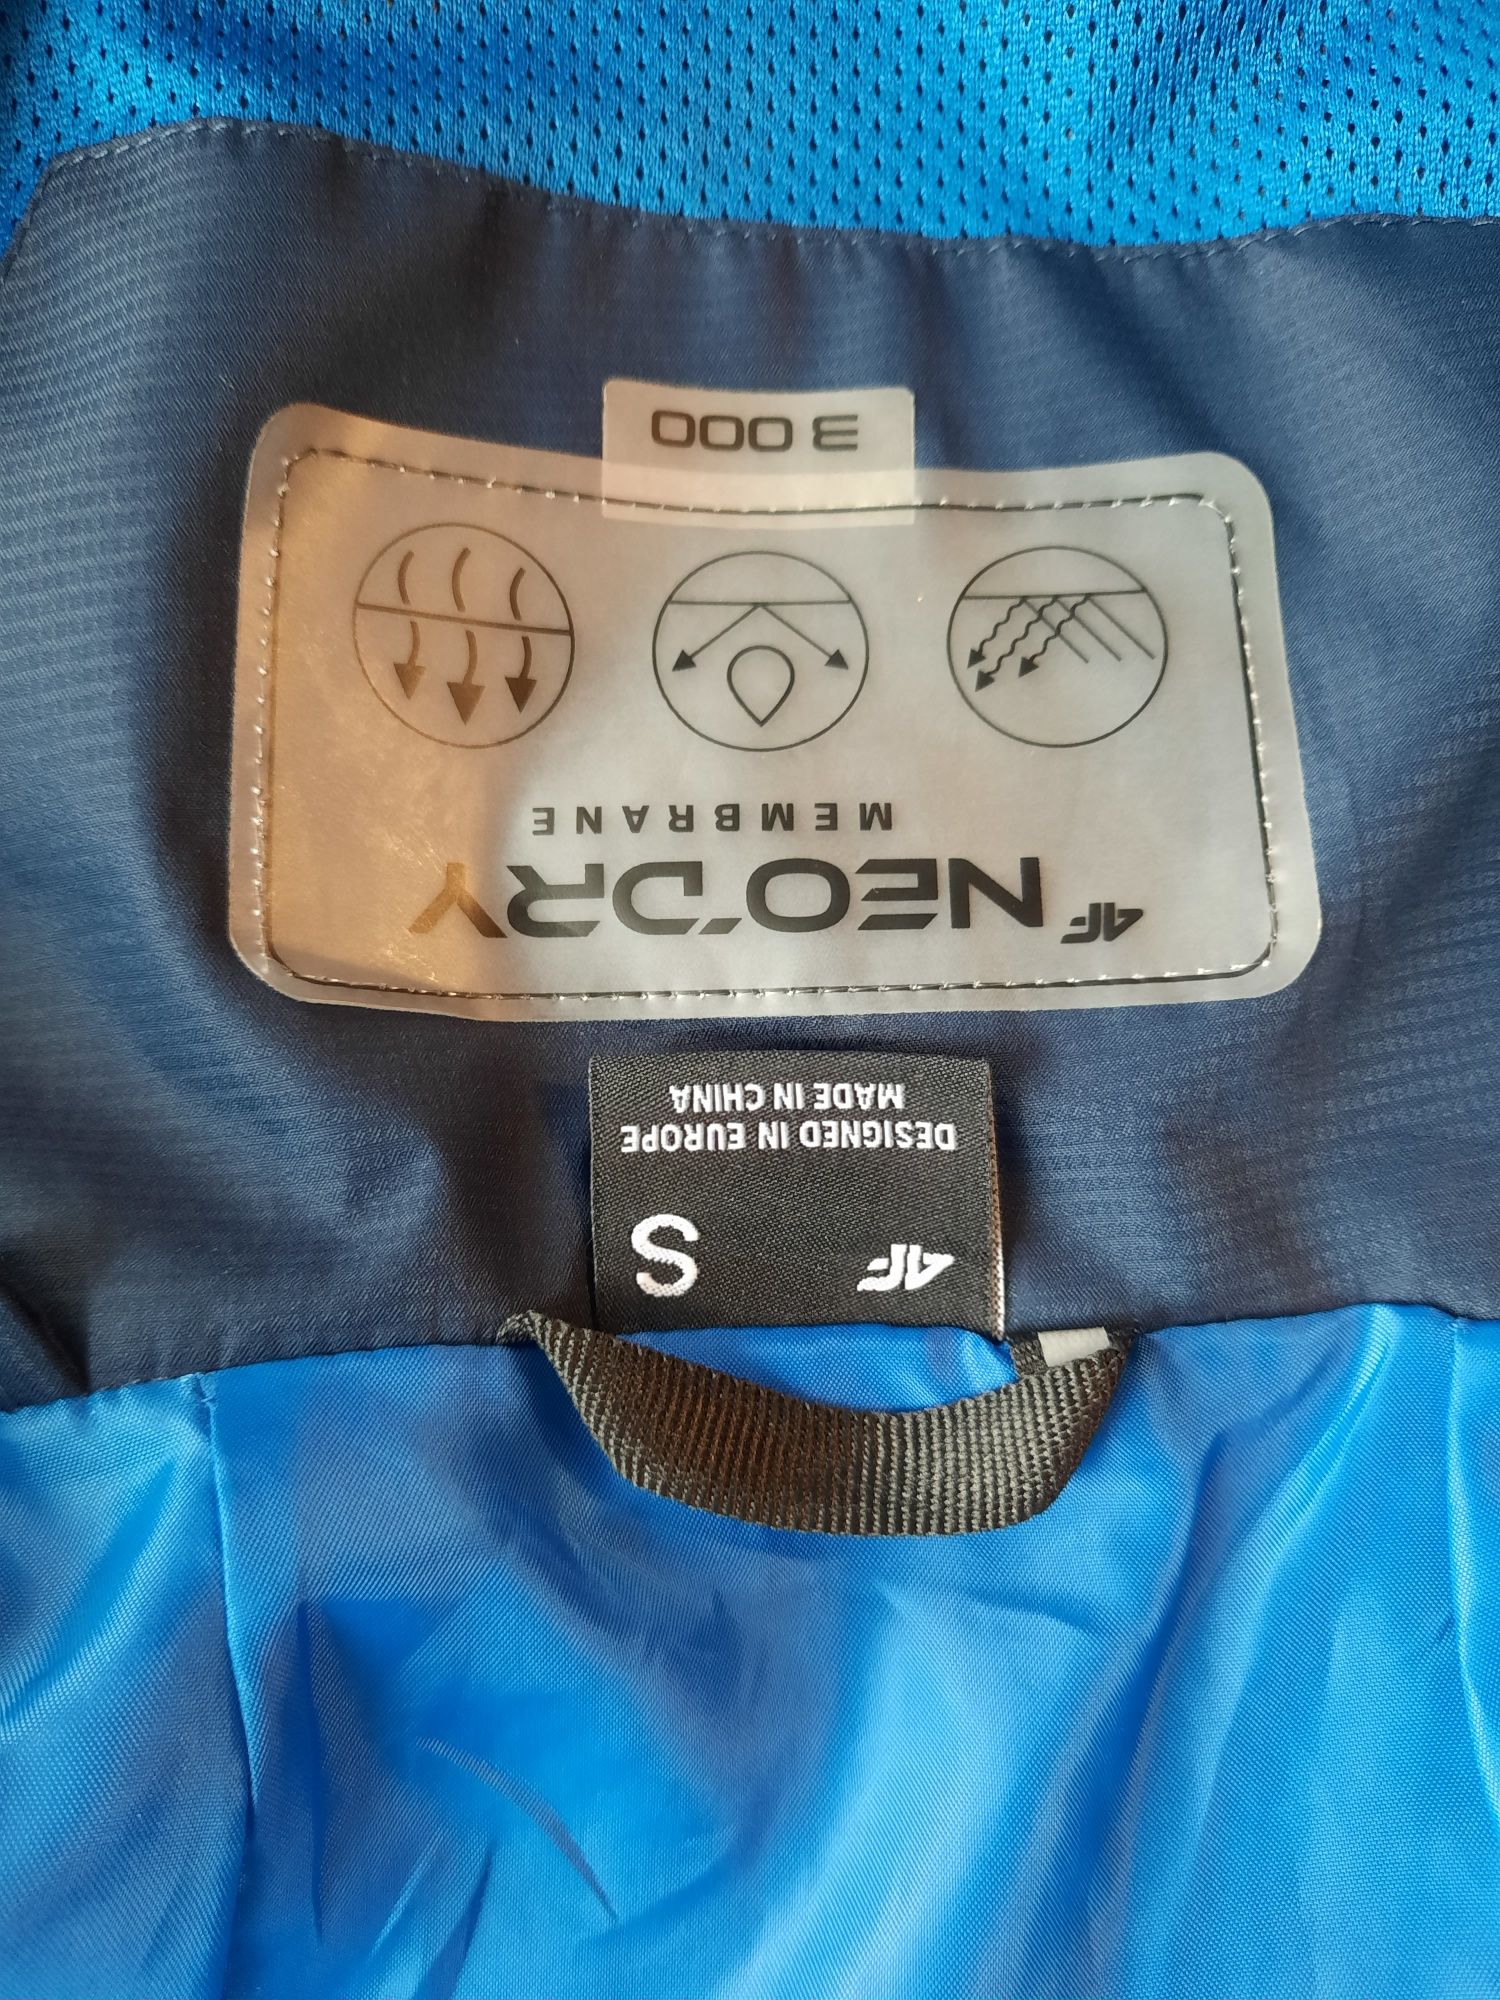 4F
S
DESIGNED IN EUROPE
MADE IN CHINA
4F NEO'DRY
MEMBRANE
3 000